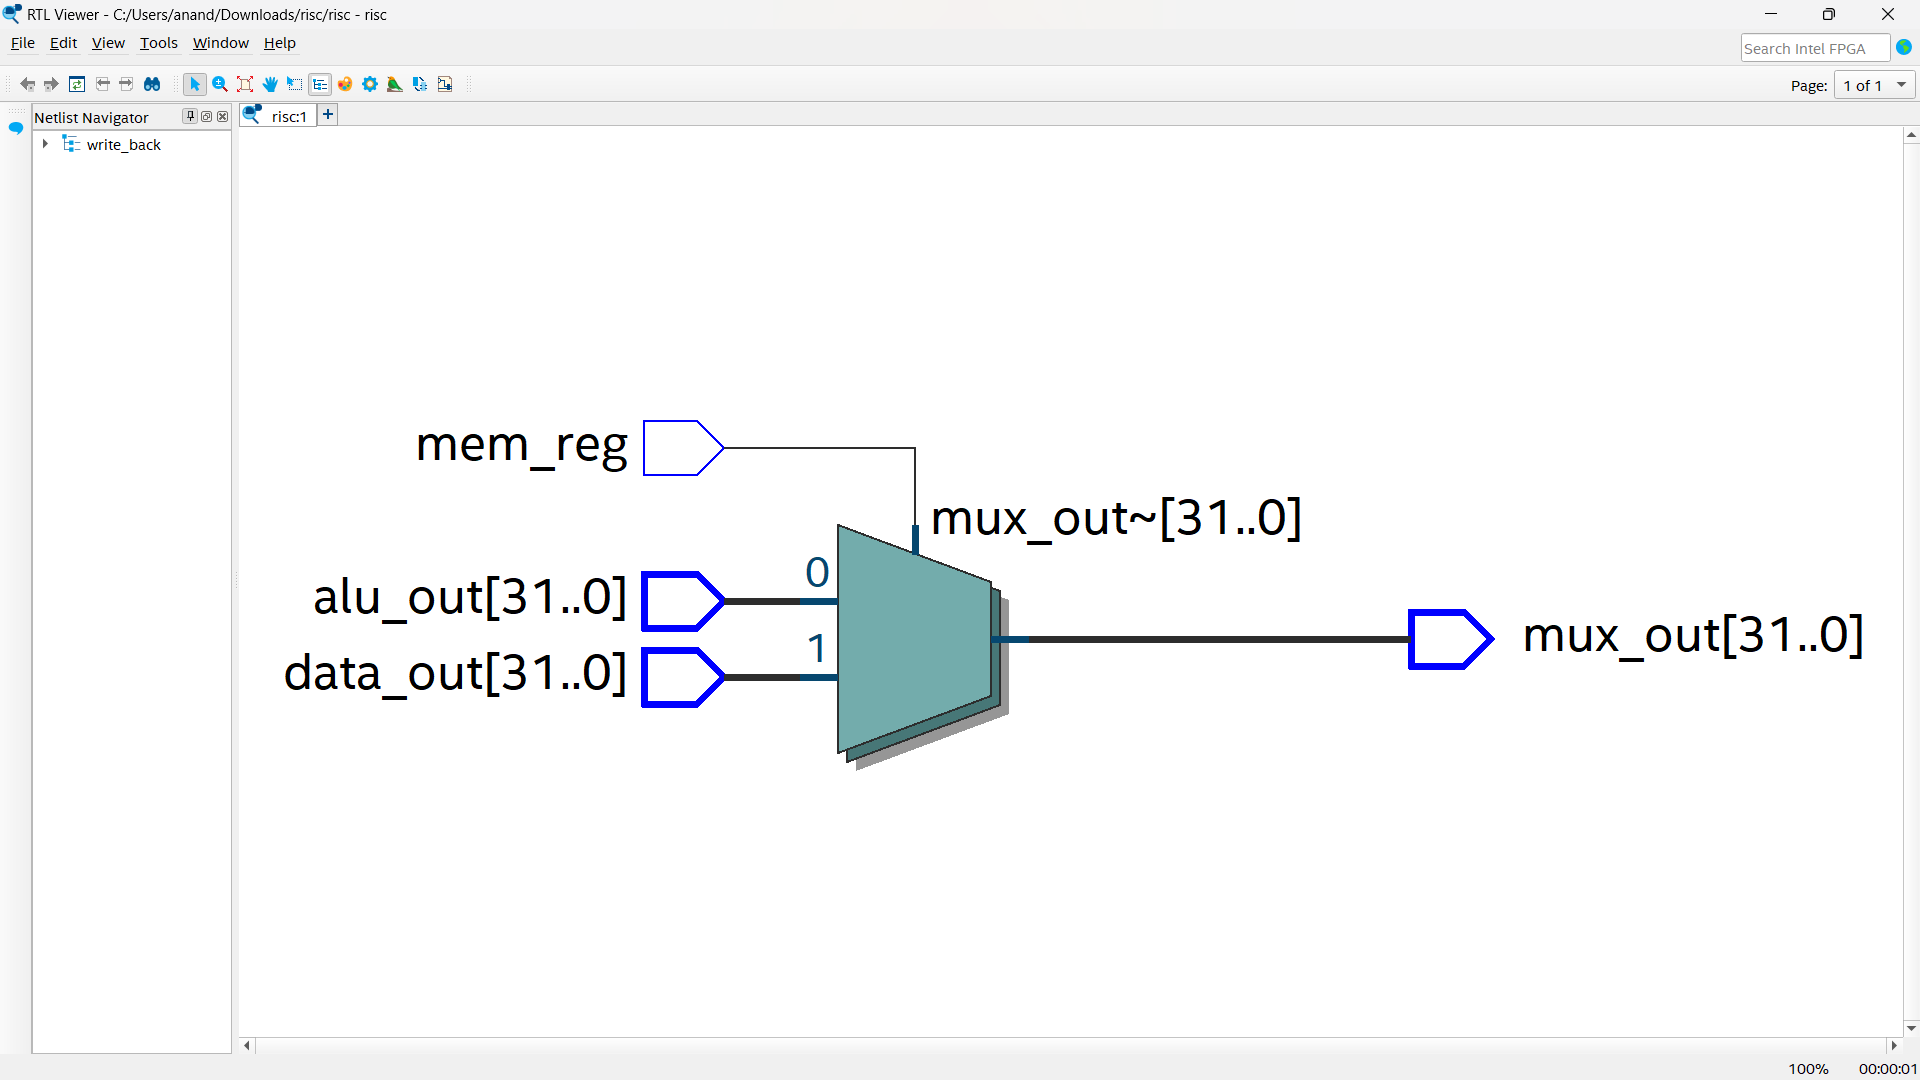 RTL Viewer - C:/Users/anand/Downloads/risc/risc - risc
File Edit View Tools Window Help
Search Intel FPGA
Page: 1 of 1
Netlist Navigator
risc:1 +
write_back
mem_reg
mux_out~[31..0]
0
alu_out[31..0]
1
data_out[31..0]
mux_out[31..0]
100% 00:00:01